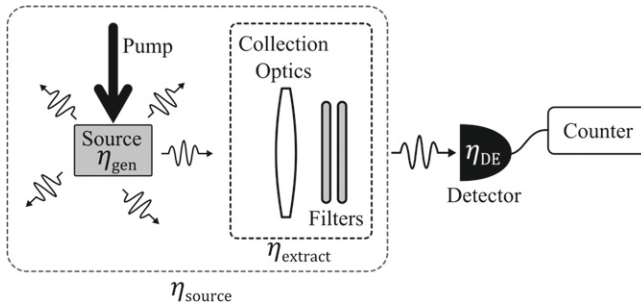 Pump
Source
η_gen
Collection
Optics
Filters
η_extract
η_source
η_DE
Detector
Counter